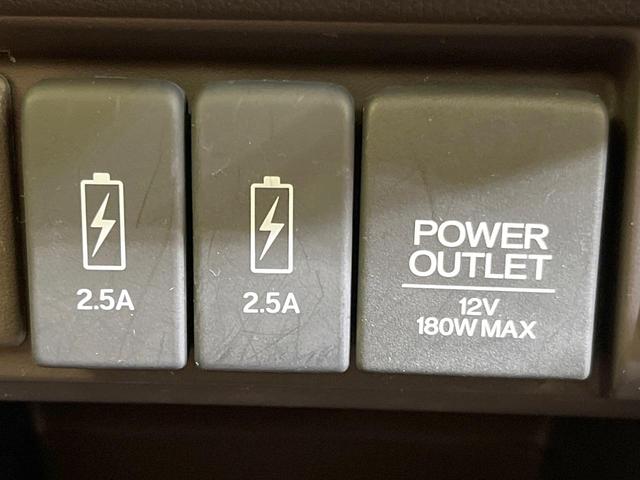 2.5A
2.5A
POWER
OUTLET
12V
180W MAX